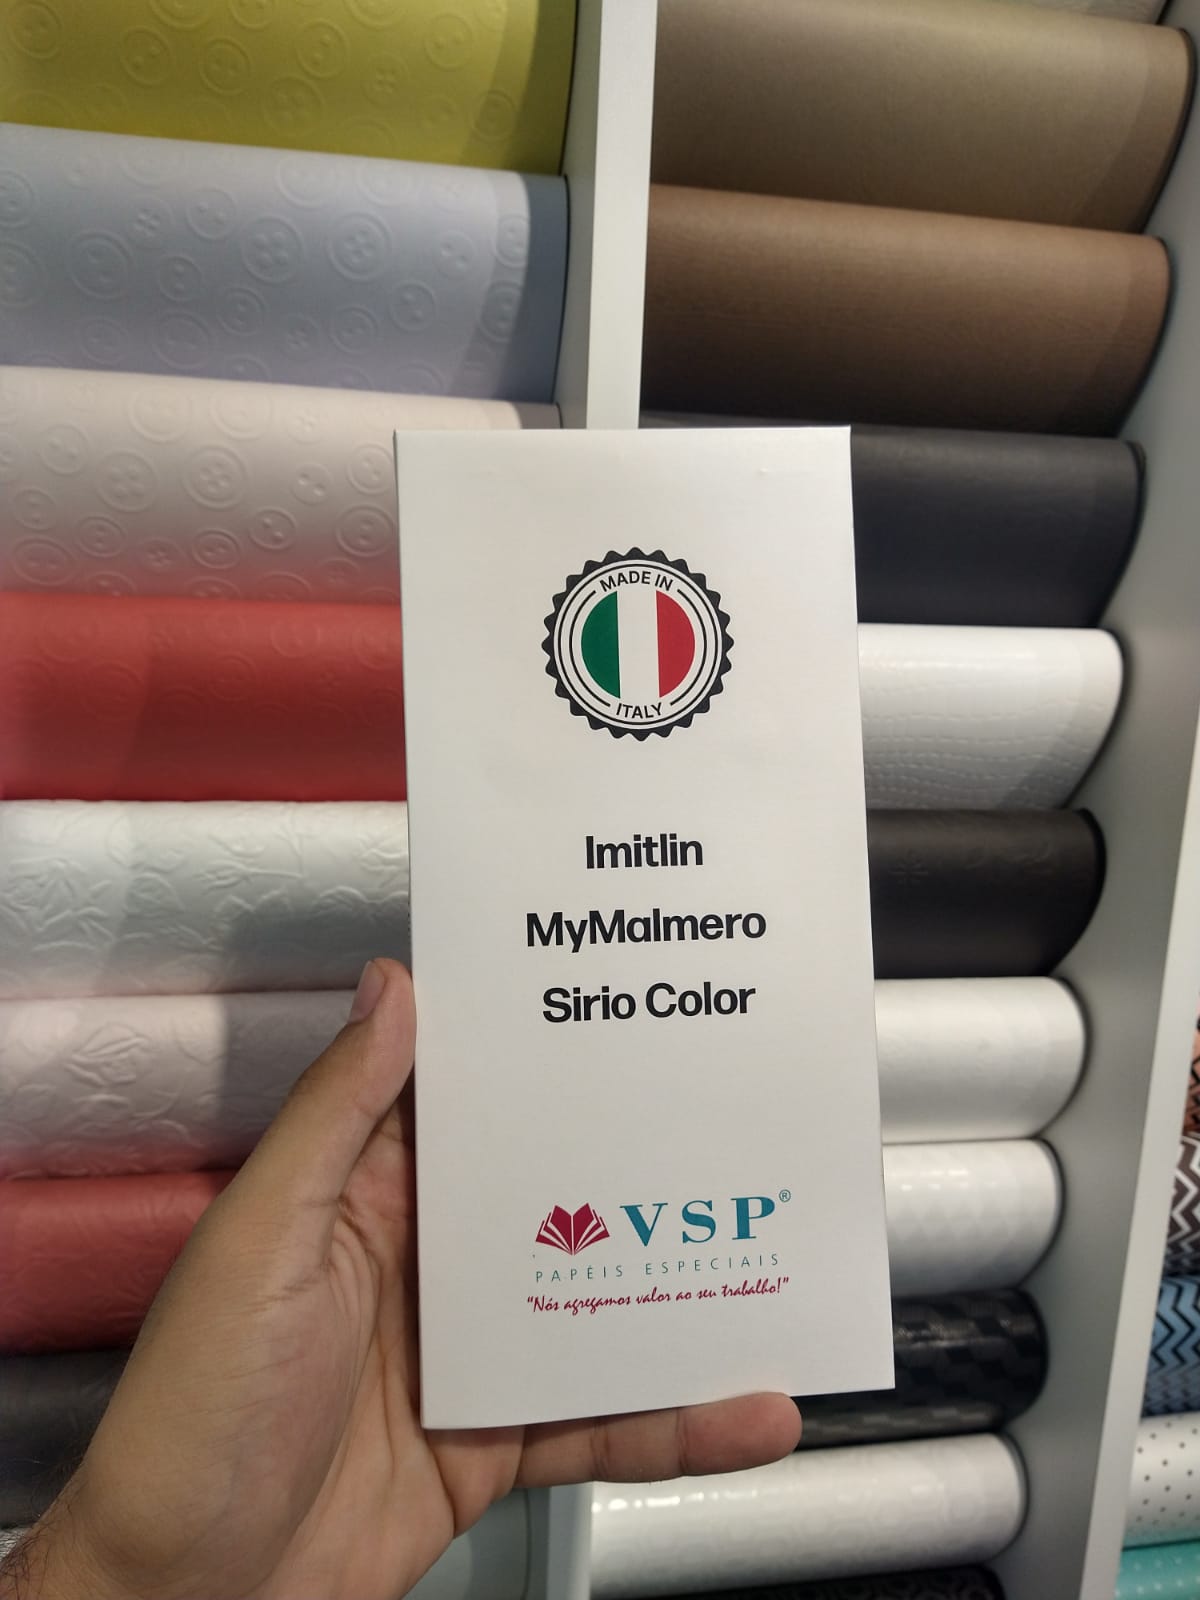 MADE IN
ITALY
Imitlin
MyMalmero
Sirio Color
VSP®
PAPÉIS ESPECIAIS
"Nós agregamos valor ao seu trabalho!"